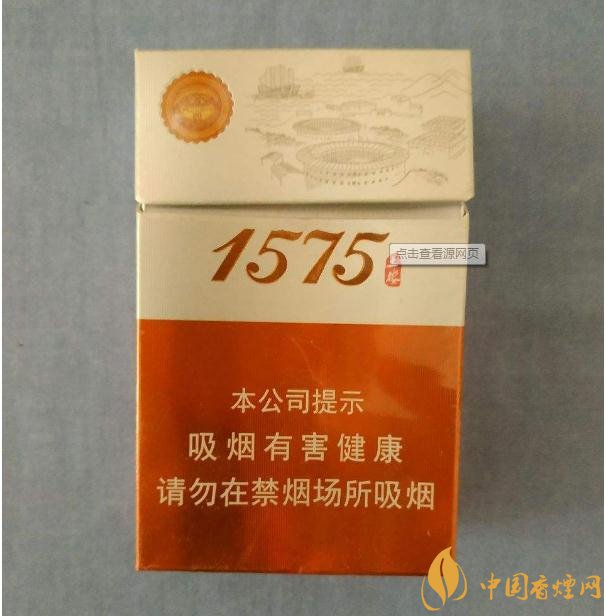 1575
点击查看源网页
本公司提示
吸烟有害健康
请勿在禁烟场所吸烟
中国香煙网